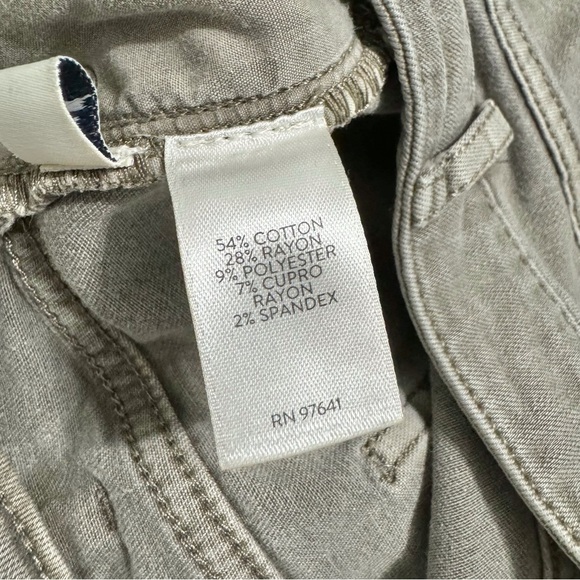 54% COTTON
28% RAYON
9% POLYESTER
7% CUPRO
RAYON
2% SPANDEX
RN 97641